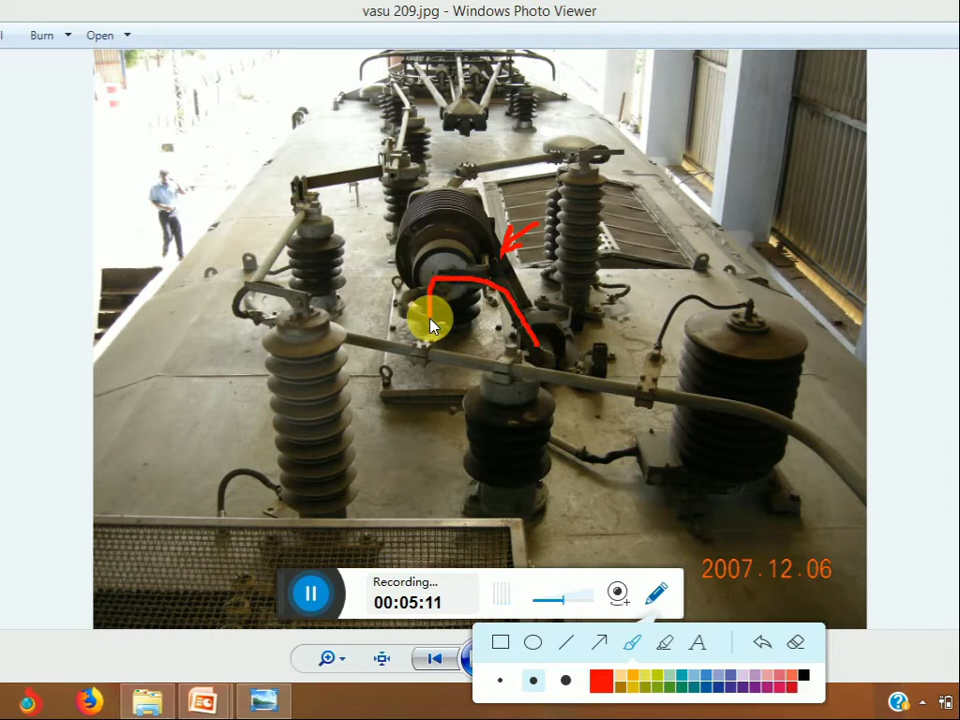 vasu 209.jpg - Windows Photo Viewer
Burn
Open
2007.12.06
Recording...
00:05:11
A